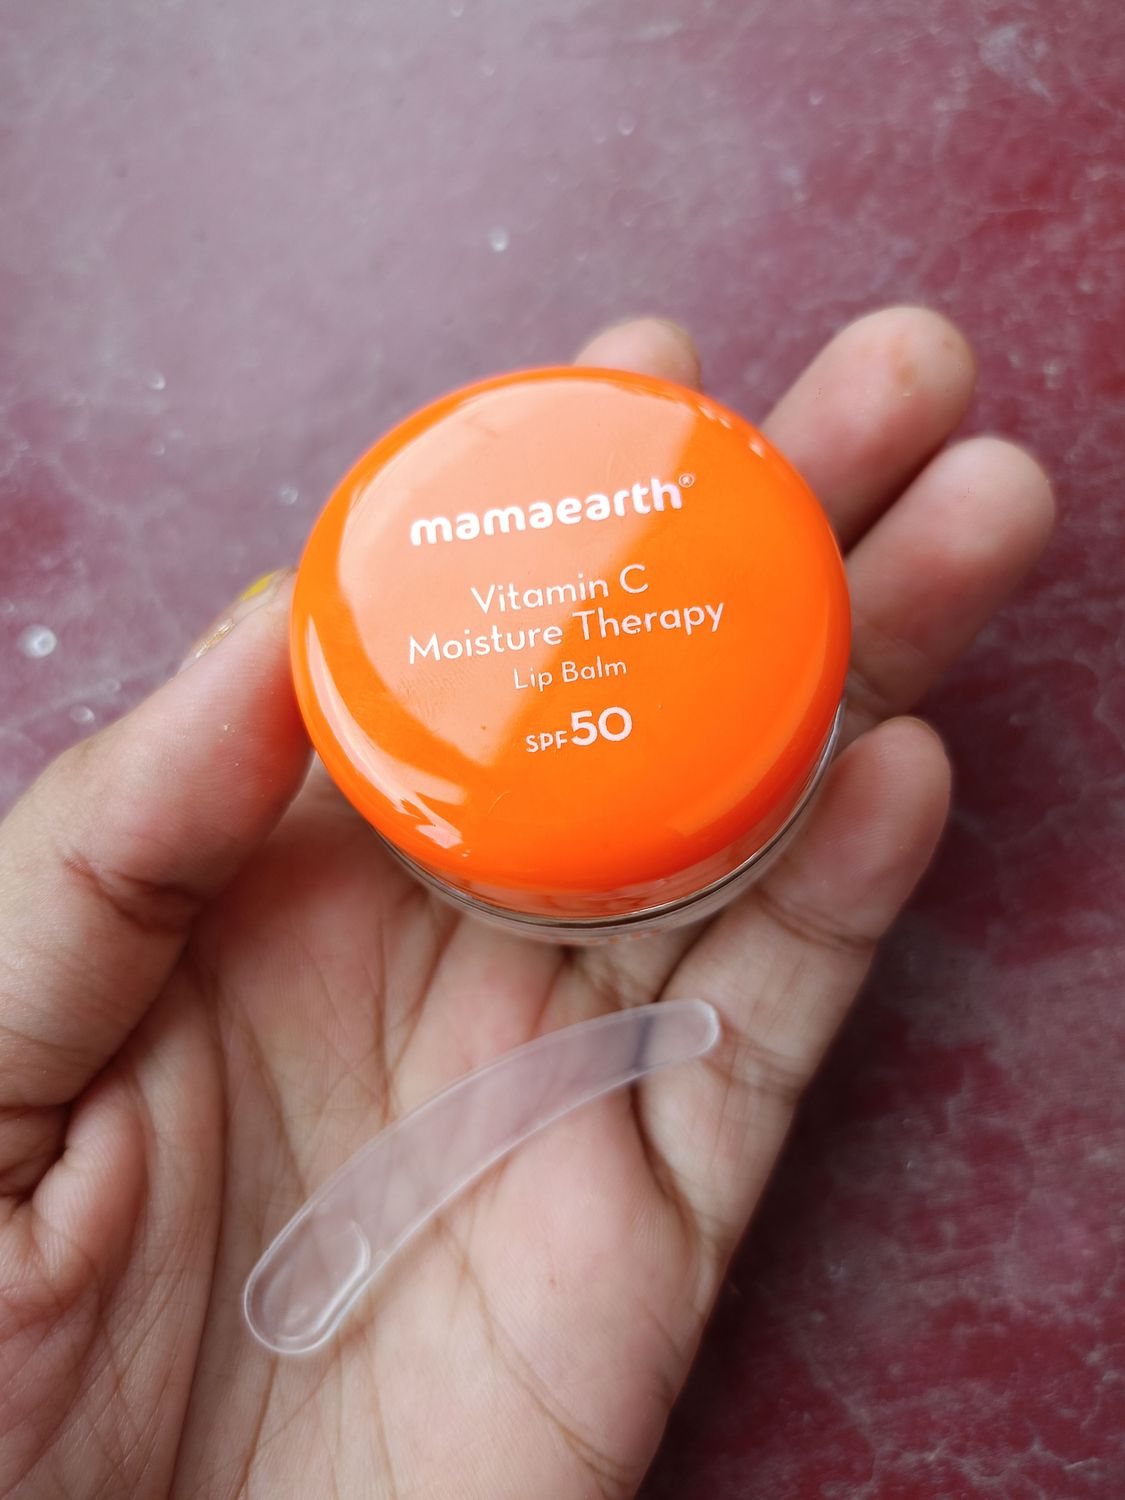 mamaearth®
Vitamin C
Moisture Therapy
Lip Balm
SPF50